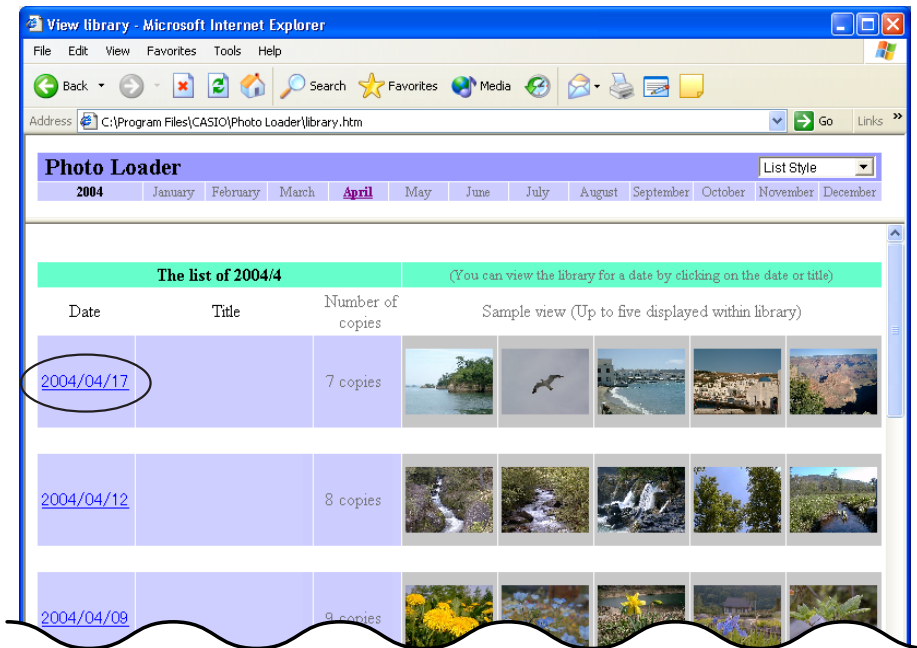 View library - Microsoft Internet Explorer
File Edit View Favorites Tools Help
Back Search Favorites Media
Address C:\Program Files\CASIO\Photo Loader\library.htm Go Links »
Photo Loader List Style
2004 January February March April May June July August September October November December
The list of 2004/4 (You can view the library for a date by clicking on the date or title)
Date Title Number of copies Sample view (Up to five displayed within library)
2004/04/17 7 copies
2004/04/12 8 copies
2004/04/09 9 copies